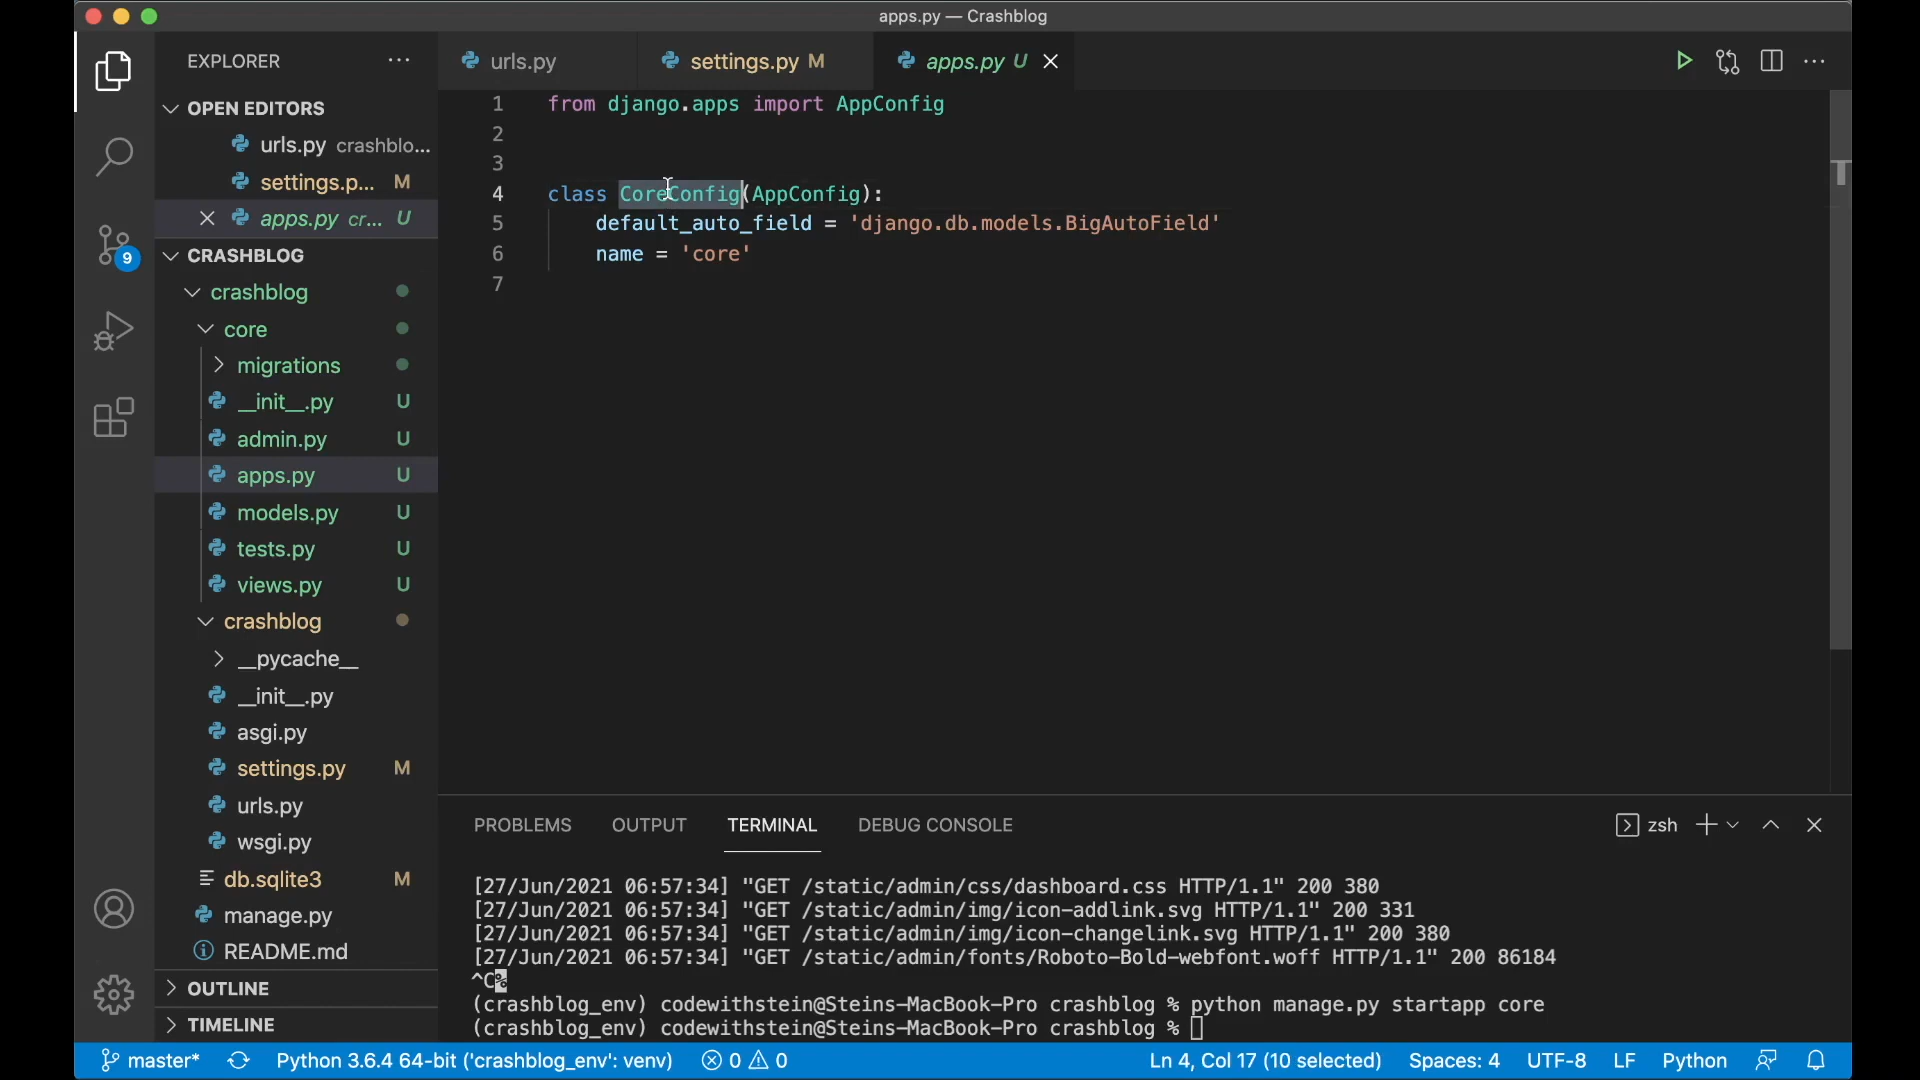 apps.py — Crashblog
EXPLORER
OPEN EDITORS
urls.py crashblo...
settings.p... M
apps.py cr... U
CRASHBLOG
crashblog
core
migrations
__init__.py U
admin.py U
apps.py U
models.py U
tests.py U
views.py U
crashblog
__pycache__
__init__.py
asgi.py
settings.py M
urls.py
wsgi.py
db.sqlite3 M
manage.py
README.md
OUTLINE
TIMELINE
9
urls.py settings.py M apps.py U
1 from django.apps import AppConfig
2
3
4 class CoreConfig(AppConfig):
5 default_auto_field = 'django.db.models.BigAutoField'
6 name = 'core'
7
PROBLEMS OUTPUT TERMINAL DEBUG CONSOLE
zsh
[27/Jun/2021 06:57:34] "GET /static/admin/css/dashboard.css HTTP/1.1" 200 380
[27/Jun/2021 06:57:34] "GET /static/admin/img/icon-addlink.svg HTTP/1.1" 200 331
[27/Jun/2021 06:57:34] "GET /static/admin/img/icon-changelink.svg HTTP/1.1" 200 380
[27/Jun/2021 06:57:34] "GET /static/admin/fonts/Roboto-Bold-webfont.woff HTTP/1.1" 200 86184
^C%
(crashblog_env) codewithstein@Steins-MacBook-Pro crashblog % python manage.py startapp core
(crashblog_env) codewithstein@Steins-MacBook-Pro crashblog %
master* Python 3.6.4 64-bit ('crashblog_env': venv) 0 0 Ln 4, Col 17 (10 selected) Spaces: 4 UTF-8 LF Python